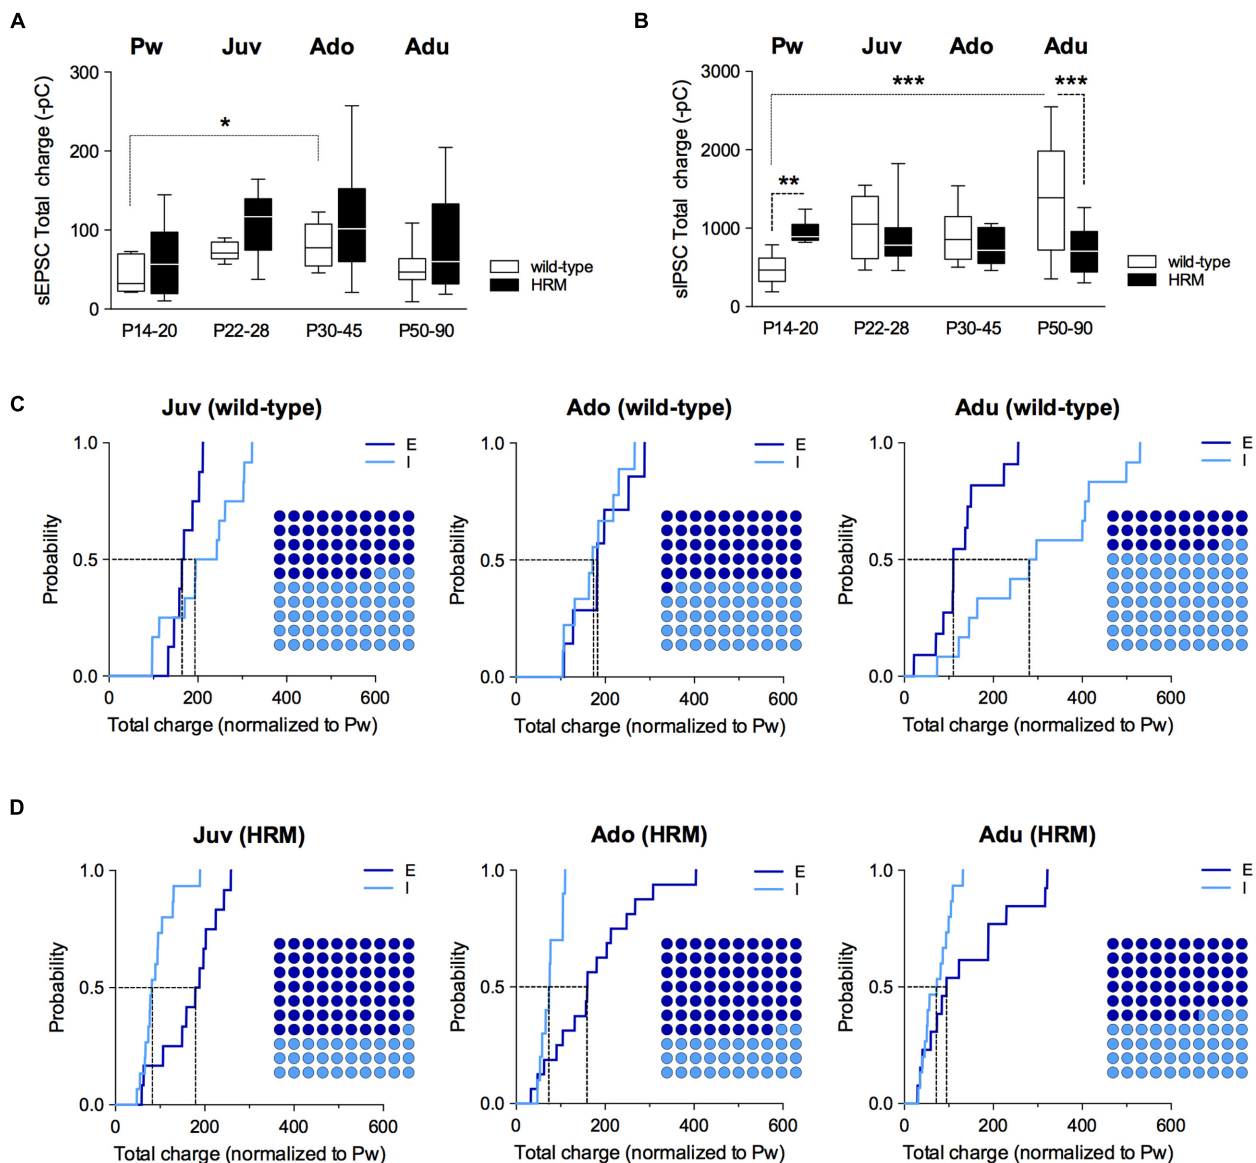 A
Pw Juv Ado Adu
sEPSC Total charge (-pC)
300
200
100
0
*
P14-20 P22-28 P30-45 P50-90
wild-type
HRM
B
Pw Juv Ado Adu
sIPSC Total charge (-pC)
3000
2000
1000
0
*** ***
**
P14-20 P22-28 P30-45 P50-90
wild-type
HRM
C
Juv (wild-type)
Probability
1.0
0.5
0.0
E
I
0 200 400 600
Total charge (normalized to Pw)
Ado (wild-type)
Probability
1.0
0.5
0.0
E
I
0 200 400 600
Total charge (normalized to Pw)
Adu (wild-type)
Probability
1.0
0.5
0.0
E
I
0 200 400 600
Total charge (normalized to Pw)
D
Juv (HRM)
Probability
1.0
0.5
0.0
E
I
0 200 400 600
Total charge (normalized to Pw)
Ado (HRM)
Probability
1.0
0.5
0.0
E
I
0 200 400 600
Total charge (normalized to Pw)
Adu (HRM)
Probability
1.0
0.5
0.0
E
I
0 200 400 600
Total charge (normalized to Pw)